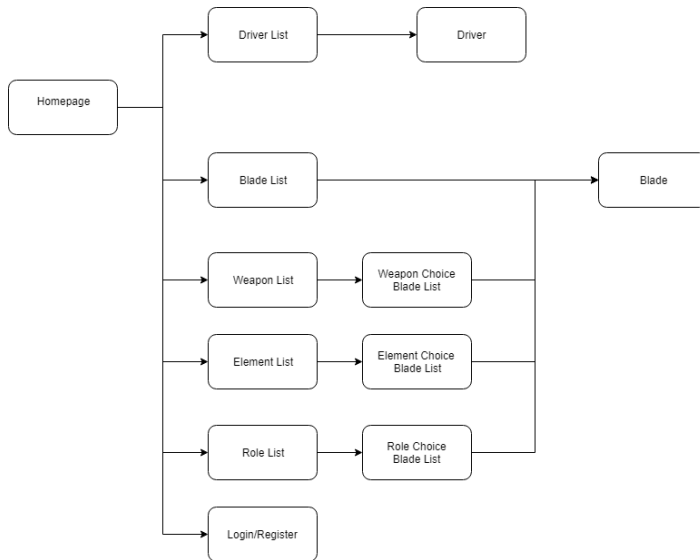 Driver List
Driver
Homepage
Blade List
Blade
Weapon List
Weapon Choice
Blade List
Element List
Element Choice
Blade List
Role List
Role Choice
Blade List
Login/Register